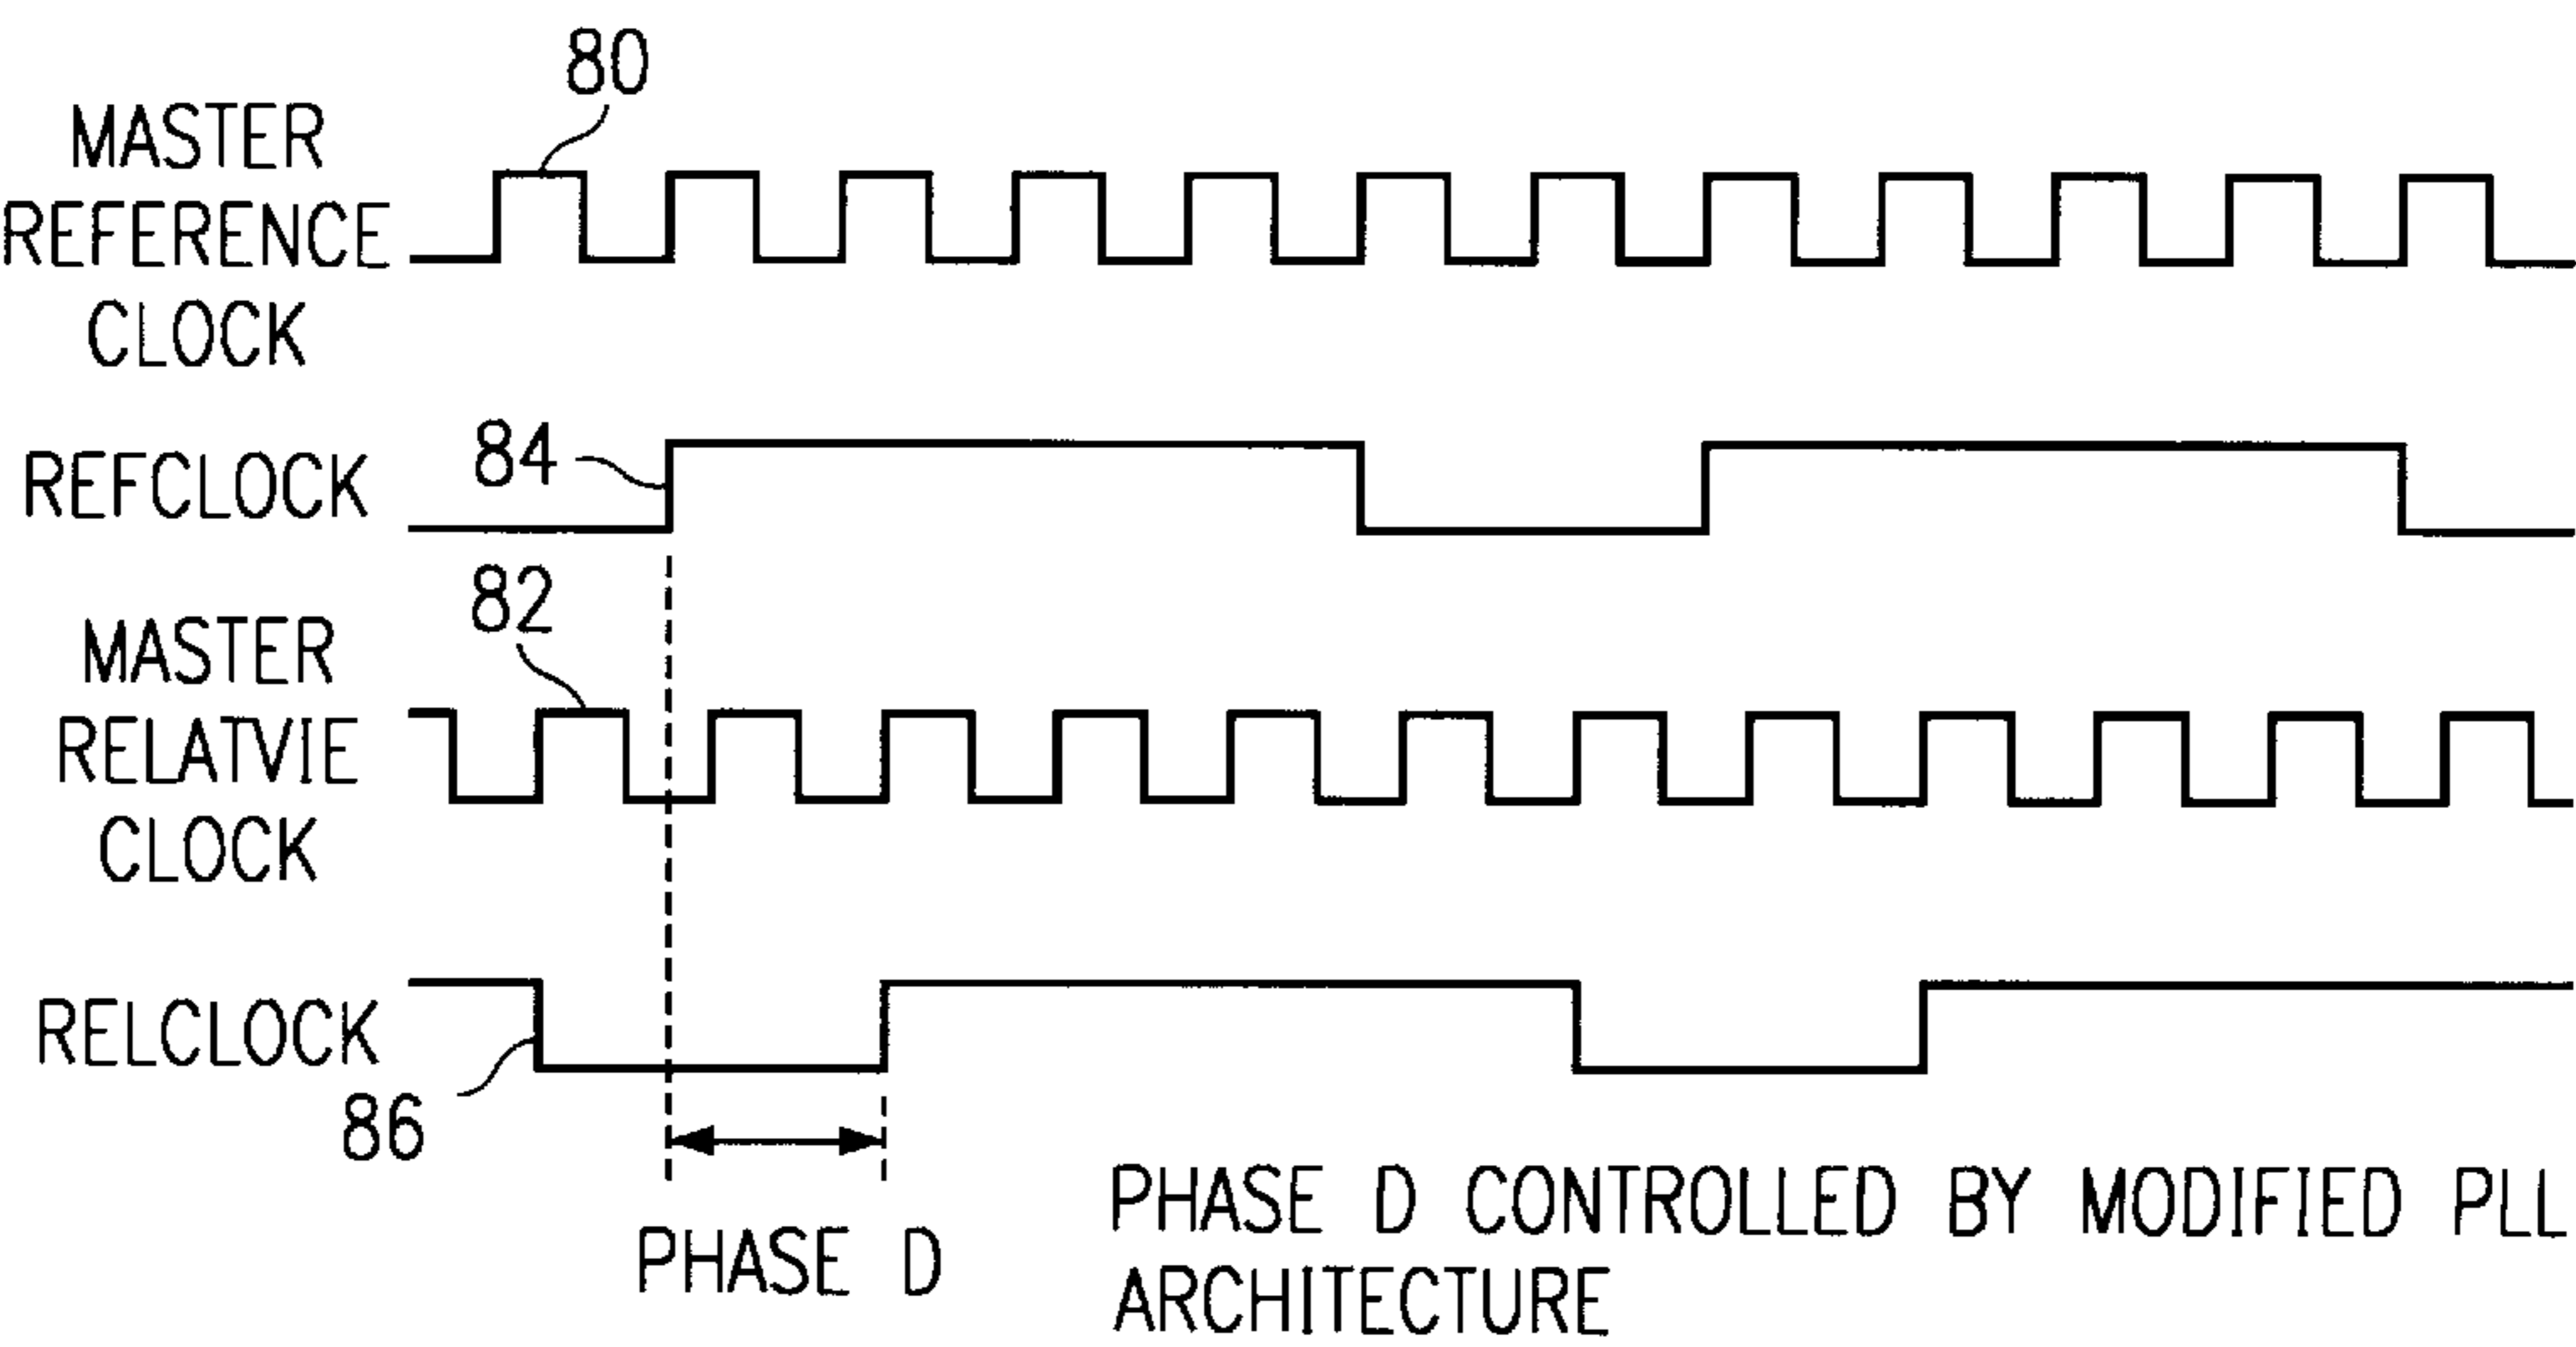 80
MASTER
REFERENCE
CLOCK
84
REFCLOCK
82
MASTER
RELATVIE
CLOCK
RELCLOCK
86
PHASE D
PHASE D CONTROLLED BY MODIFIED PLL
ARCHITECTURE